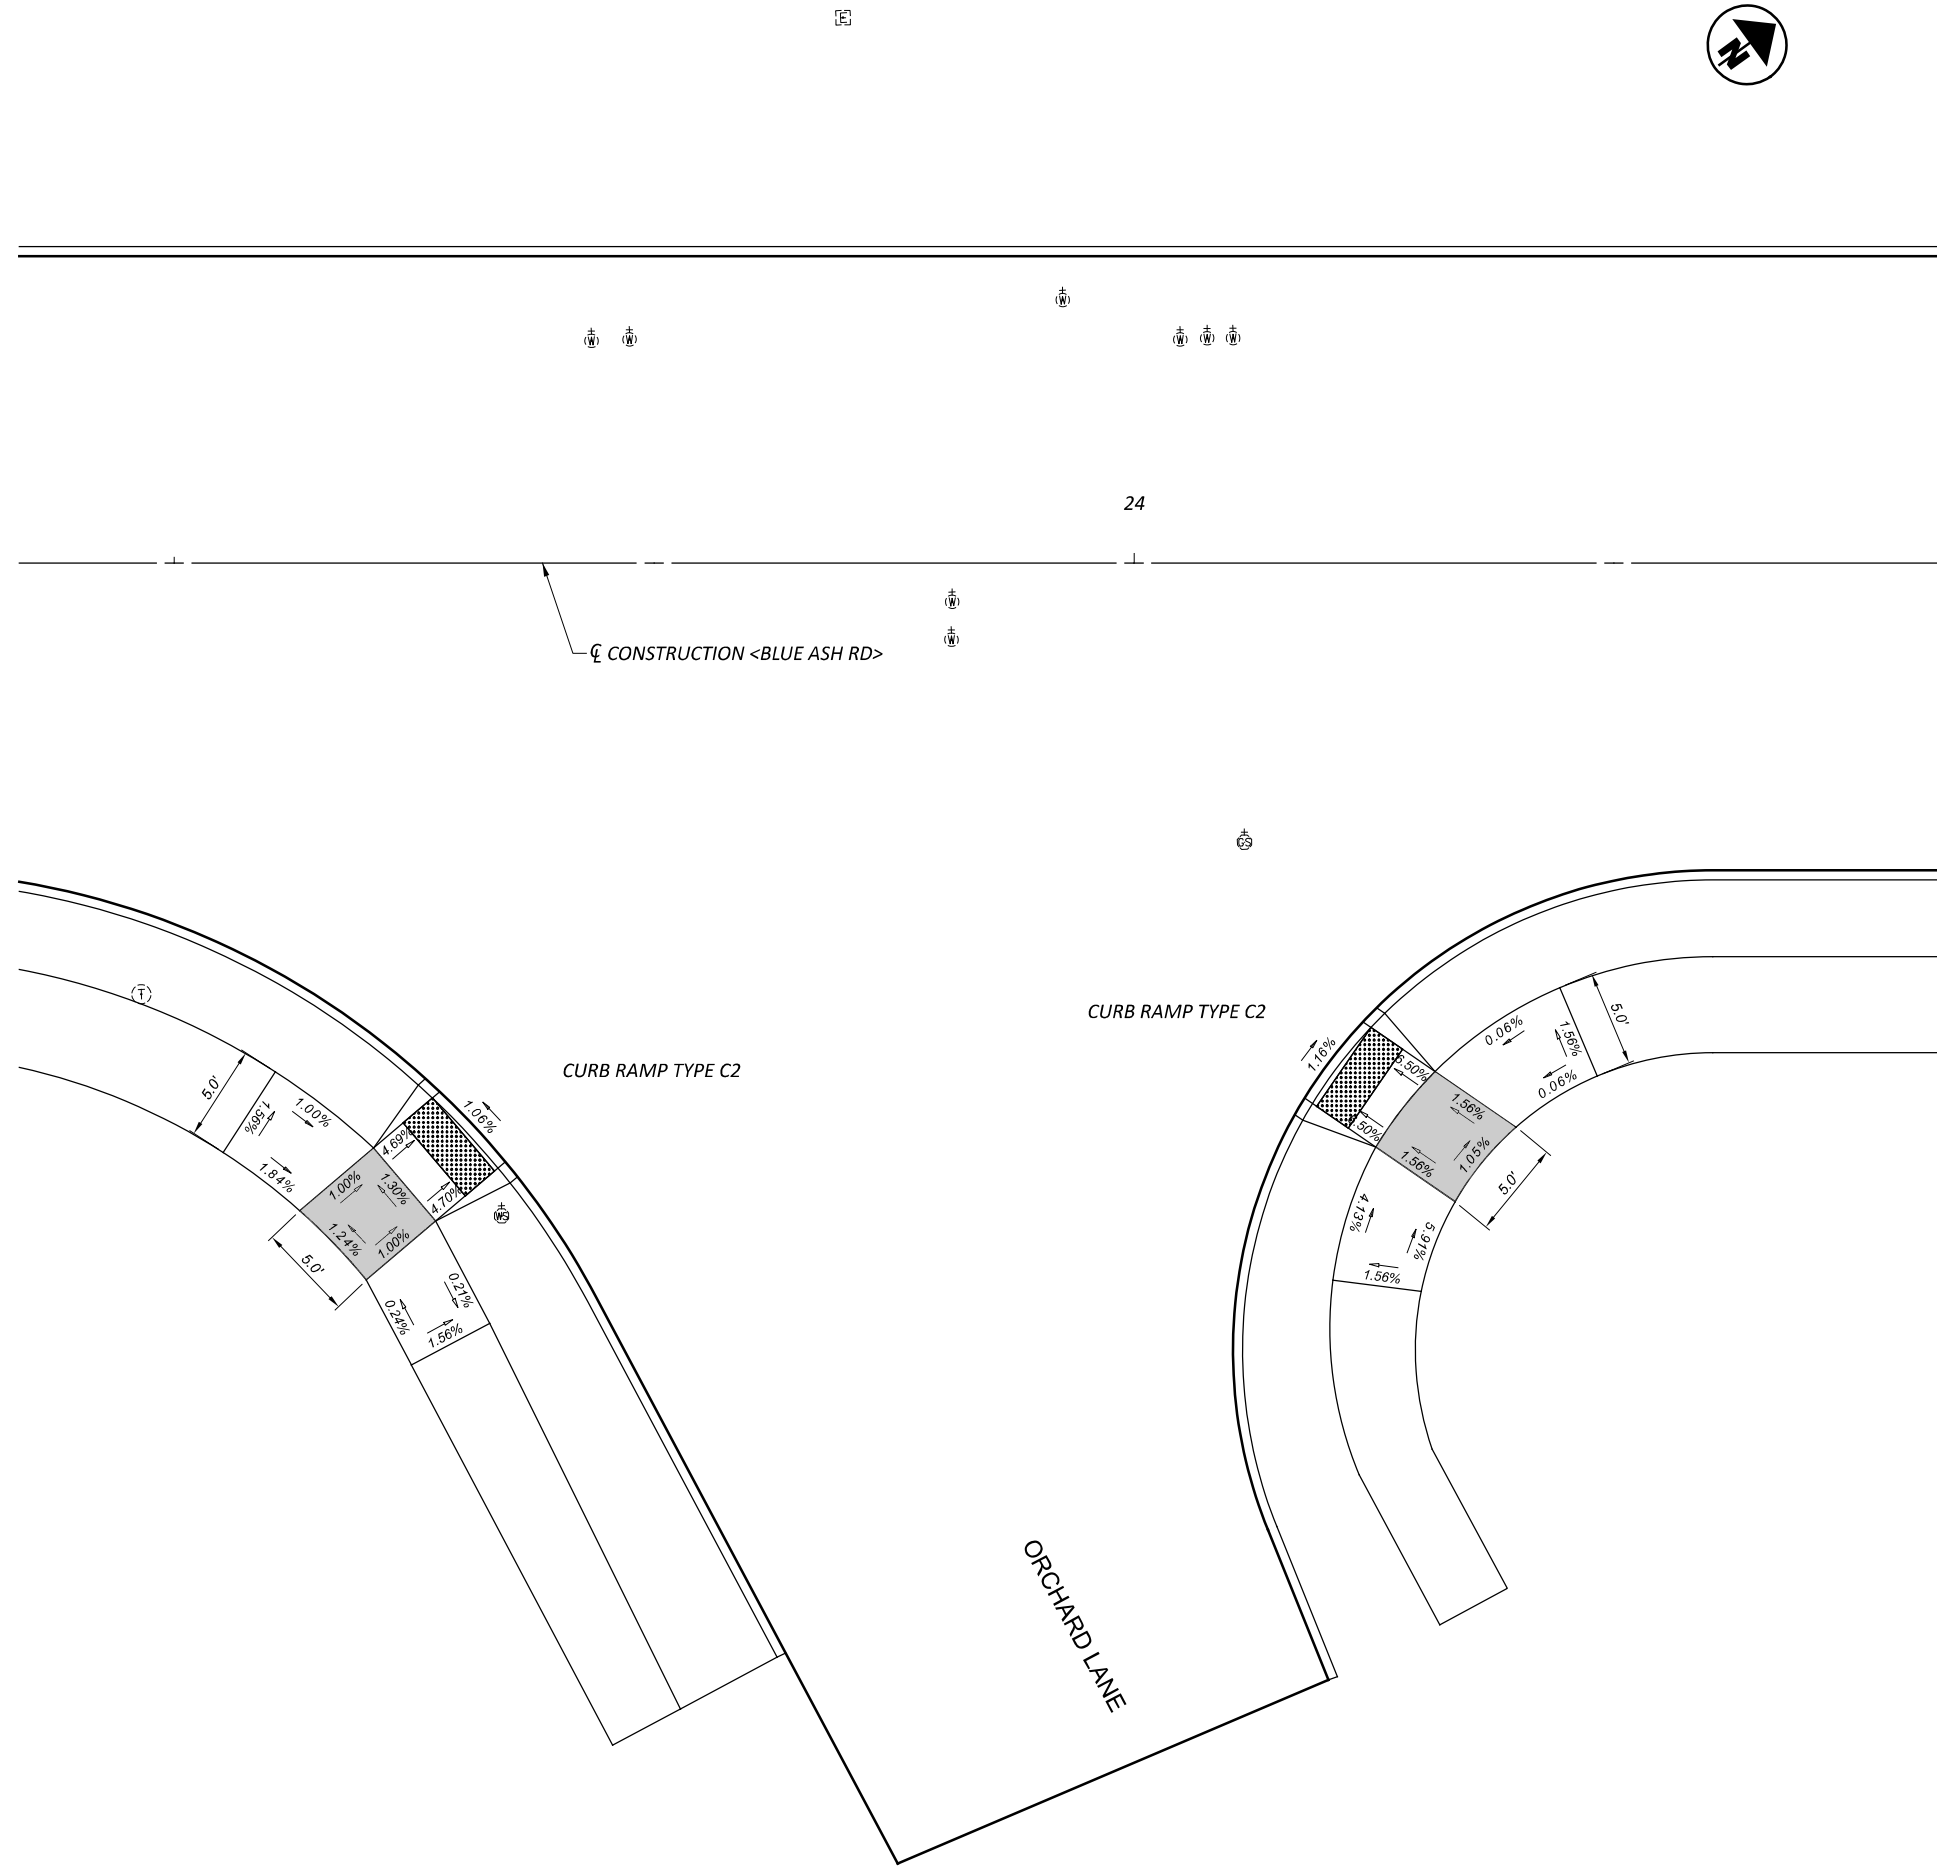 E
N
W
W
W
W
W
W
24
W
W
℄ CONSTRUCTION <BLUE ASH RD>
GS
T
CURB RAMP TYPE C2
CURB RAMP TYPE C2
5.0'
1.56%
1.00%
1.84%
4.69%
1.06%
1.00%
1.30%
1.24%
1.00%
4.70%
WS
5.0'
0.21%
0.24%
1.56%
1.16%
6.50%
0.06%
1.56%
5.0'
0.06%
1.56%
1.56%
1.05%
5.0'
4.13%
5.91%
1.56%
ORCHARD LANE